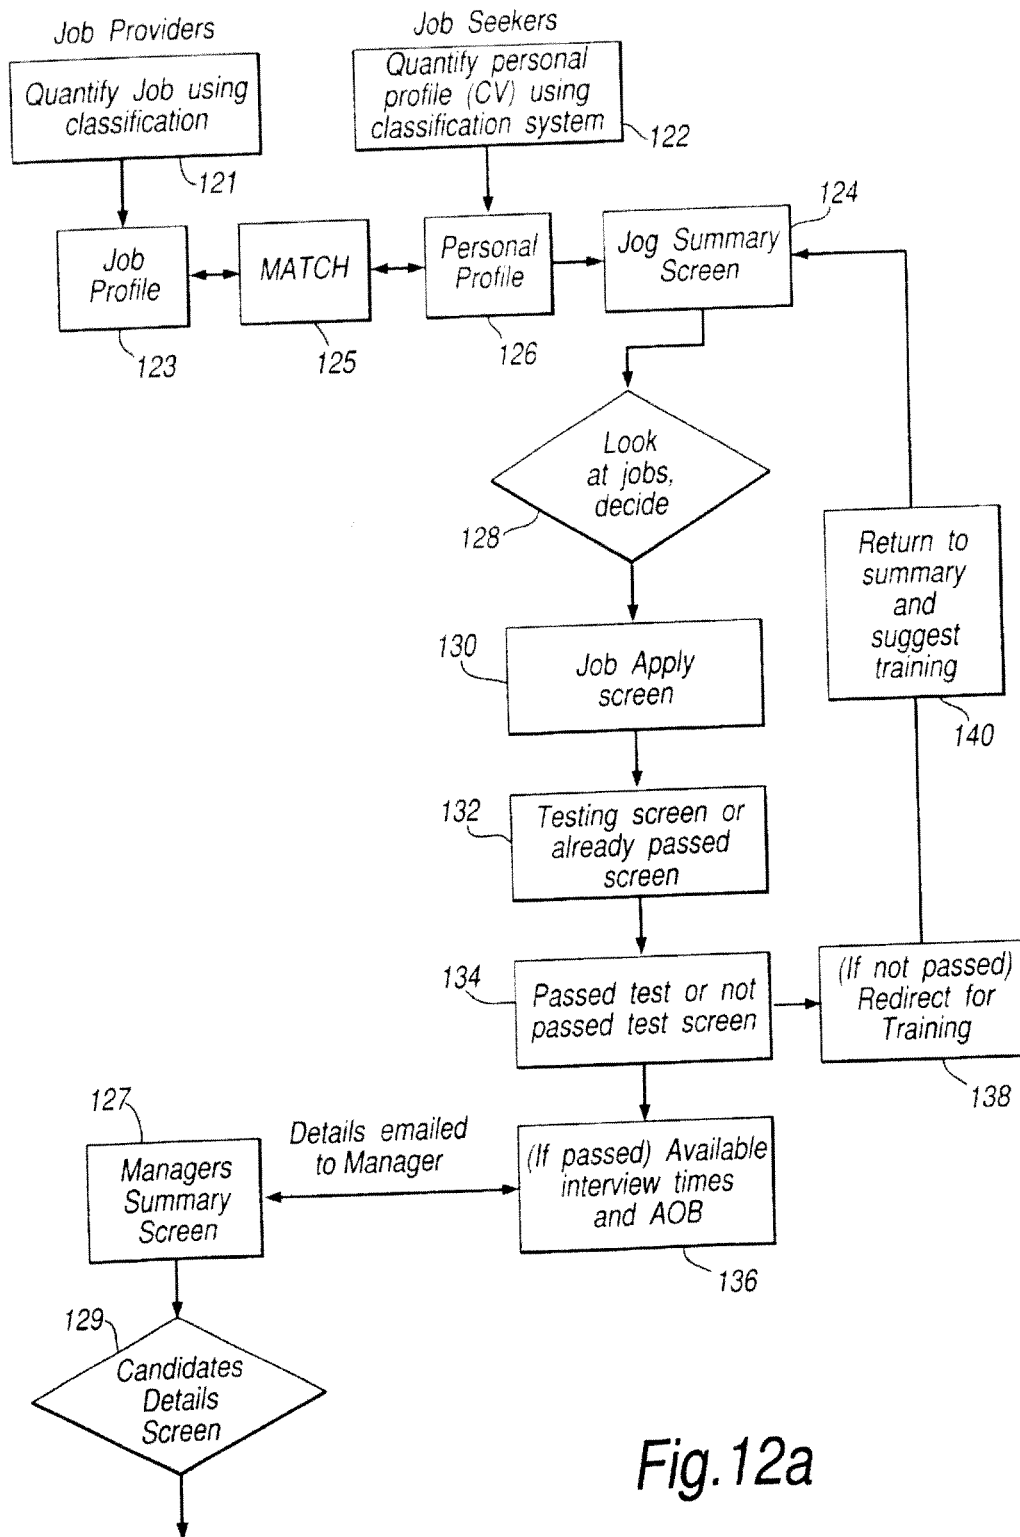 Job Providers
Job Seekers
Quantify Job using
classification
121
Quantify personal
profile (CV) using
classification system
122
Job
Profile
123
MATCH
125
Personal
Profile
126
Jog Summary
Screen
124
Look
at jobs,
decide
128
Job Apply
screen
130
Return to
summary
and
suggest
training
140
Testing screen or
already passed
screen
132
Passed test or not
passed test screen
134
(If not passed)
Redirect for
Training
138
(If passed) Available
interview times
and AOB
136
Details emailed
to Manager
127
Managers
Summary
Screen
129
Candidates
Details
Screen
Fig.12a